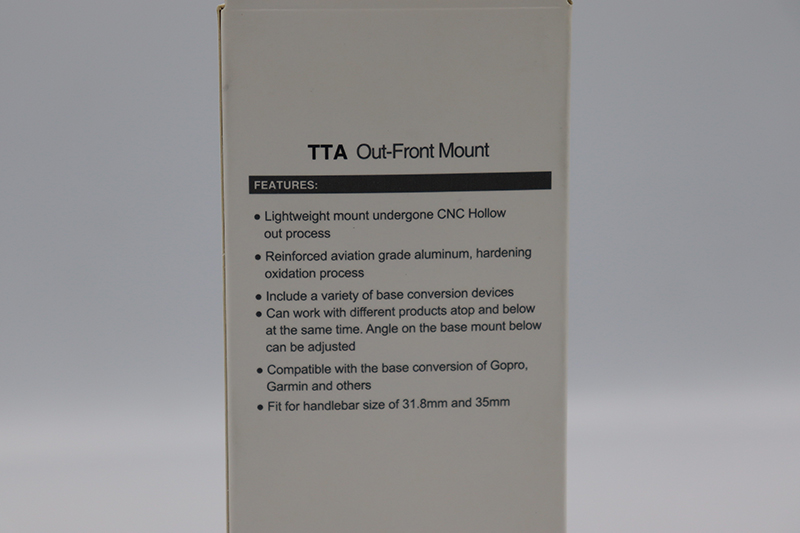 TTA Out-Front Mount
FEATURES:
● Lightweight mount undergone CNC Hollow
out process
● Reinforced aviation grade aluminum, hardening
oxidation process
● Include a variety of base conversion devices
● Can work with different products atop and below
at the same time. Angle on the base mount below
can be adjusted
● Compatible with the base conversion of Gopro,
Garmin and others
● Fit for handlebar size of 31.8mm and 35mm